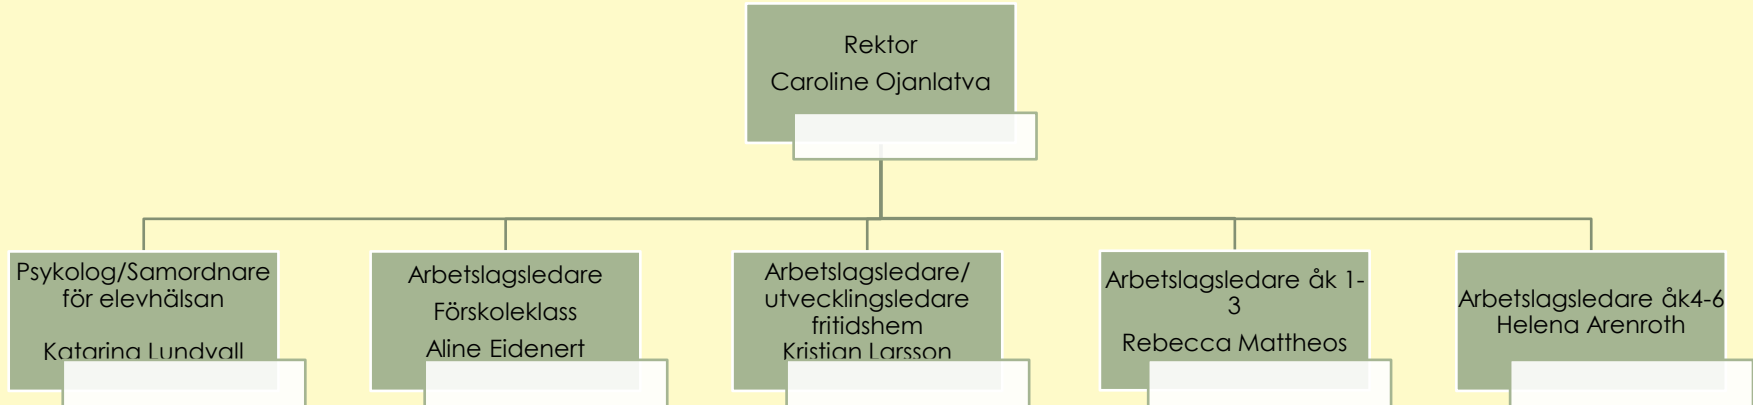 Rektor
Caroline Ojanlatva
Psykolog/Samordnare
för elevhälsan
Katarina Lundvall
Arbetslagsledare
Förskoleklass
Aline Eidenert
Arbetslagsledare/
utvecklingsledare
fritidshem
Kristian Larsson
Arbetslagsledare åk 1-
3
Rebecca Mattheos
Arbetslagsledare åk4-6
Helena Arenroth